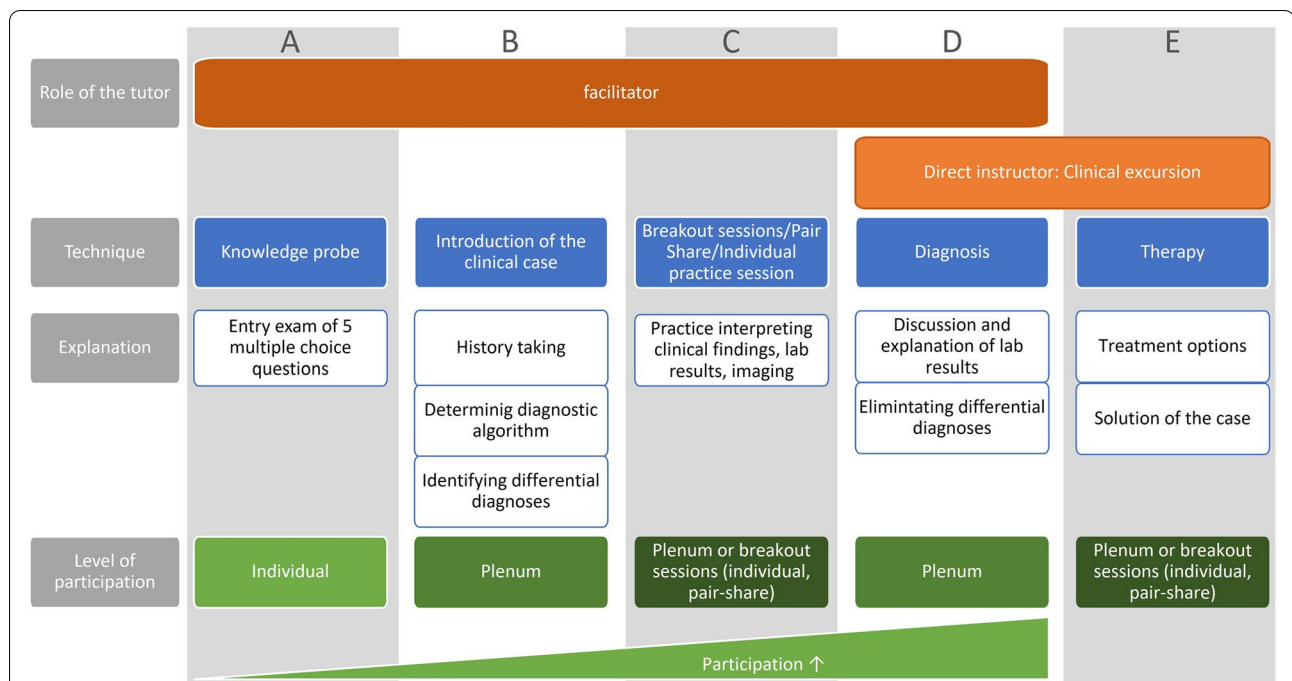 A
B
C
D
E
Role of the tutor
facilitator
Direct instructor: Clinical excursion
Technique
Knowledge probe
Introduction of the
clinical case
Breakout sessions/Pair
Share/Individual
practice session
Diagnosis
Therapy
Explanation
Entry exam of 5
multiple choice
questions
History taking
Practice interpreting
clinical findings, lab
results, imaging
Discussion and
explanation of lab
results
Treatment options
Determinig diagnostic
algorithm
Elimintating differential
diagnoses
Solution of the case
Identifying differential
diagnoses
Level of
participation
Individual
Plenum
Plenum or breakout
sessions (individual,
pair-share)
Plenum
Plenum or breakout
sessions (individual,
pair-share)
Participation ↑